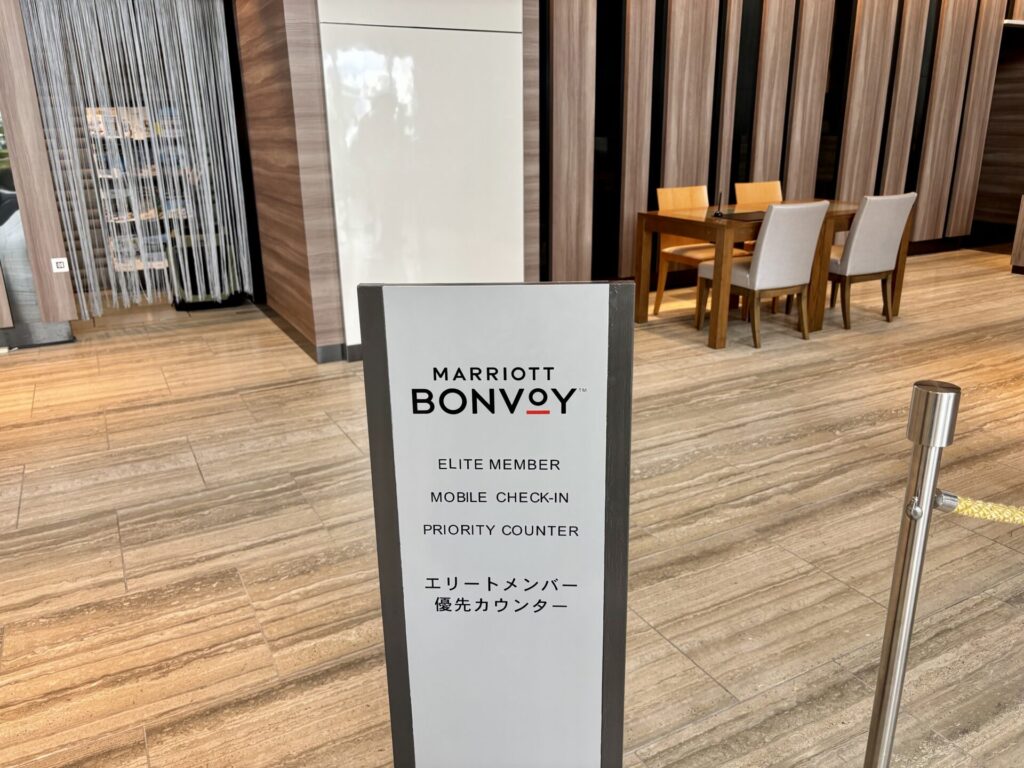 MARRIOTT
BONVOY™
ELITE MEMBER
MOBILE CHECK-IN
PRIORITY COUNTER
エリートメンバー
優先カウンター